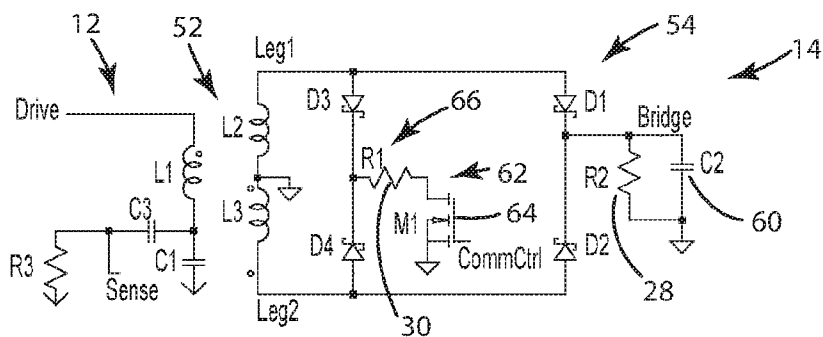 12
52
Leg1
54
14
Drive
D3
66
D1
Bridge
L2
L1
R1
62
R2
C2
L3
C3
M1
64
60
R3
C1
D4
CommCtrl
D2
Sense
28
Leg2
30